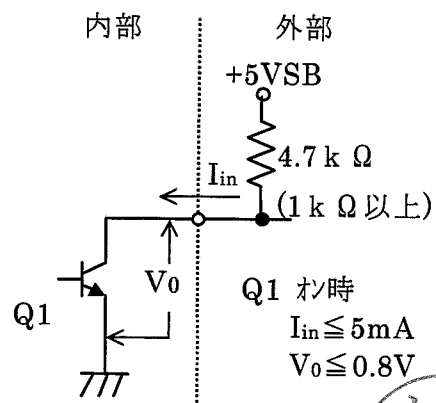 内部 外部
+5VSB
4.7kΩ
Iin
(1kΩ以上)
V0
Q1
Q1 オン時
Iin≦5mA
V0≦0.8V